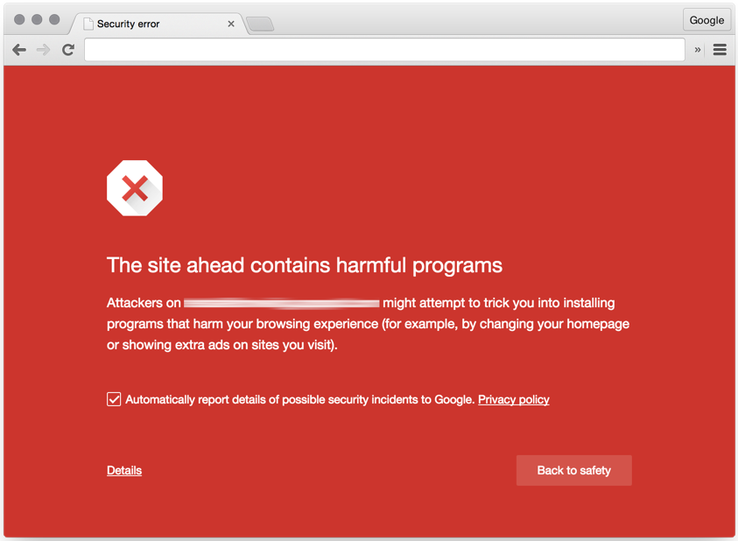 Security error
Google
The site ahead contains harmful programs
Attackers on might attempt to trick you into installing
programs that harm your browsing experience (for example, by changing your homepage
or showing extra ads on sites you visit).
Automatically report details of possible security incidents to Google. Privacy policy
Details
Back to safety